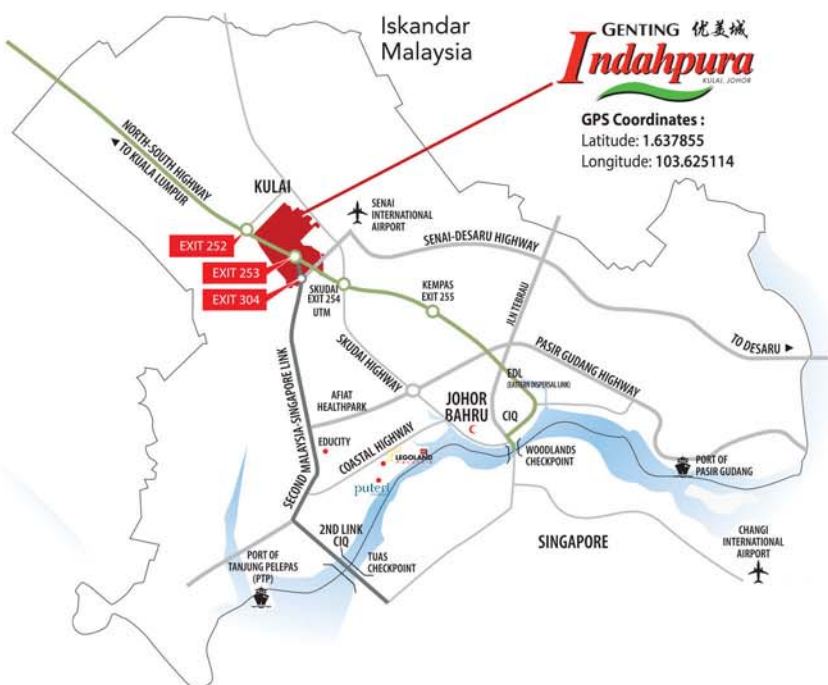 Iskandar
Malaysia
GENTING 优美城
Indahpura
KULAI, JOHOR
GPS Coordinates :
Latitude: 1.637855
Longitude: 103.625114
NORTH-SOUTH HIGHWAY
◀ TO KUALA LUMPUR
KULAI
SENAI
INTERNATIONAL
AIRPORT
SENAI-DESARU HIGHWAY
EXIT 252
EXIT 253
EXIT 304
SKUDAI
EXIT 254
UTM
KEMPAS
EXIT 255
JLN TEBRAU
TO DESARU ▶
SKUDAI HIGHWAY
PASIR GUDANG HIGHWAY
EDL
(EASTERN DISPERSAL LINK)
SECOND MALAYSIA-SINGAPORE LINK
AFIAT
HEALTHPARK
JOHOR
BAHRU
CIQ
EDUCITY
COASTAL HIGHWAY
LEGOLAND
WOODLANDS
CHECKPOINT
PORT OF
PASIR GUDANG
puteri
2ND LINK
CIQ
TUAS
CHECKPOINT
SINGAPORE
CHANGI
INTERNATIONAL
AIRPORT
PORT OF
TANJUNG PELEPAS
(PTP)